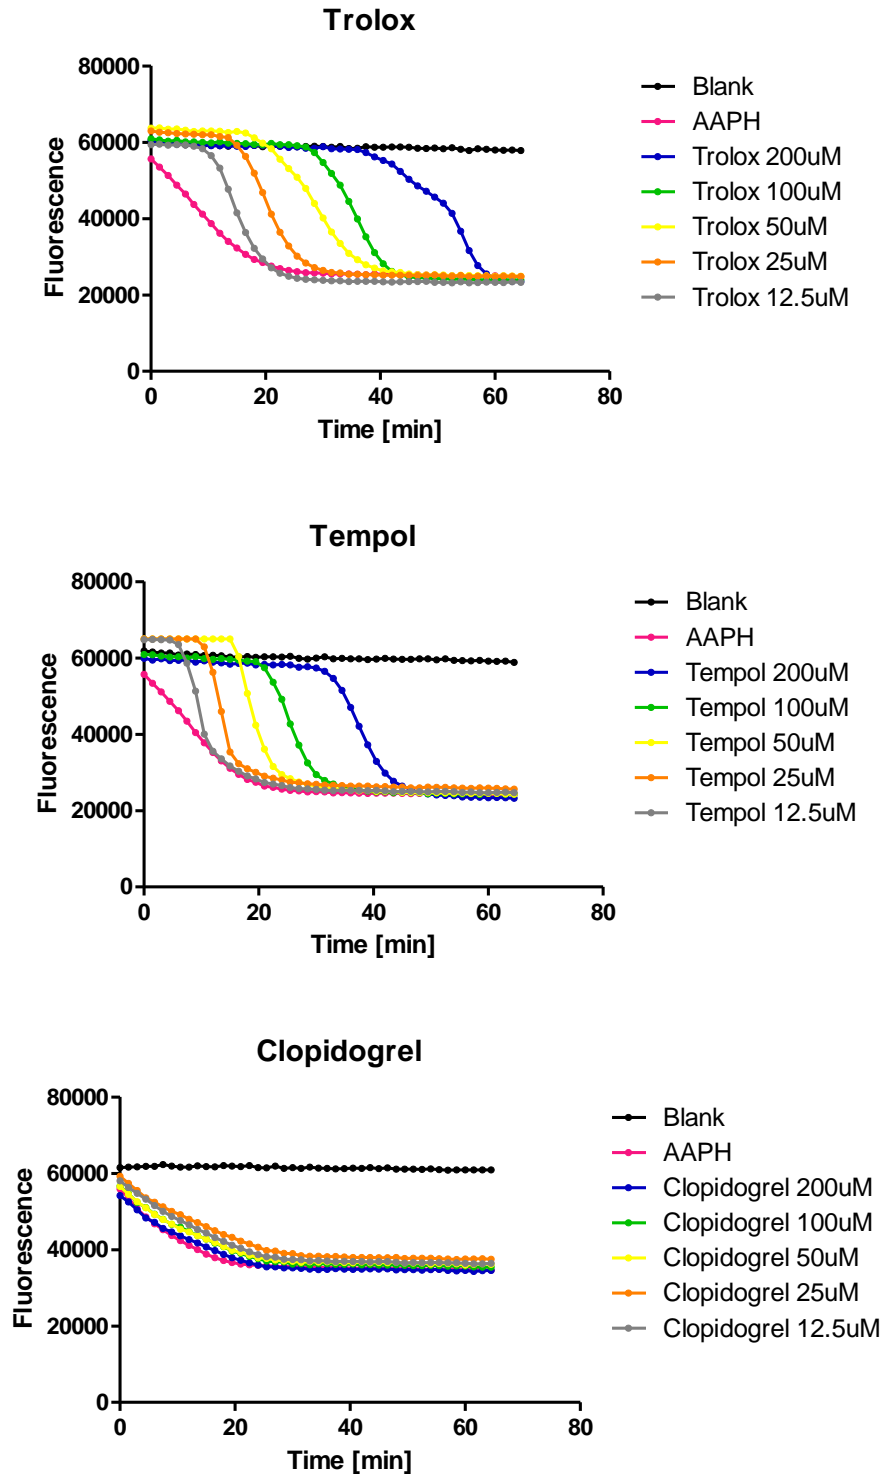 Trolox
80000
60000
40000
20000
0
Fluorescence
0 20 40 60 80
Time [min]
Blank
AAPH
Trolox 200uM
Trolox 100uM
Trolox 50uM
Trolox 25uM
Trolox 12.5uM
Tempol
80000
60000
40000
20000
0
Fluorescence
0 20 40 60 80
Time [min]
Blank
AAPH
Tempol 200uM
Tempol 100uM
Tempol 50uM
Tempol 25uM
Tempol 12.5uM
Clopidogrel
80000
60000
40000
20000
0
Fluorescence
0 20 40 60 80
Time [min]
Blank
AAPH
Clopidogrel 200uM
Clopidogrel 100uM
Clopidogrel 50uM
Clopidogrel 25uM
Clopidogrel 12.5uM